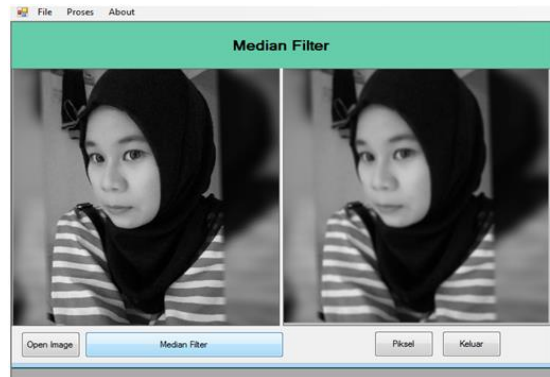 File Proses About
Median Filter
Open Image Median Filter Piksel Keluar